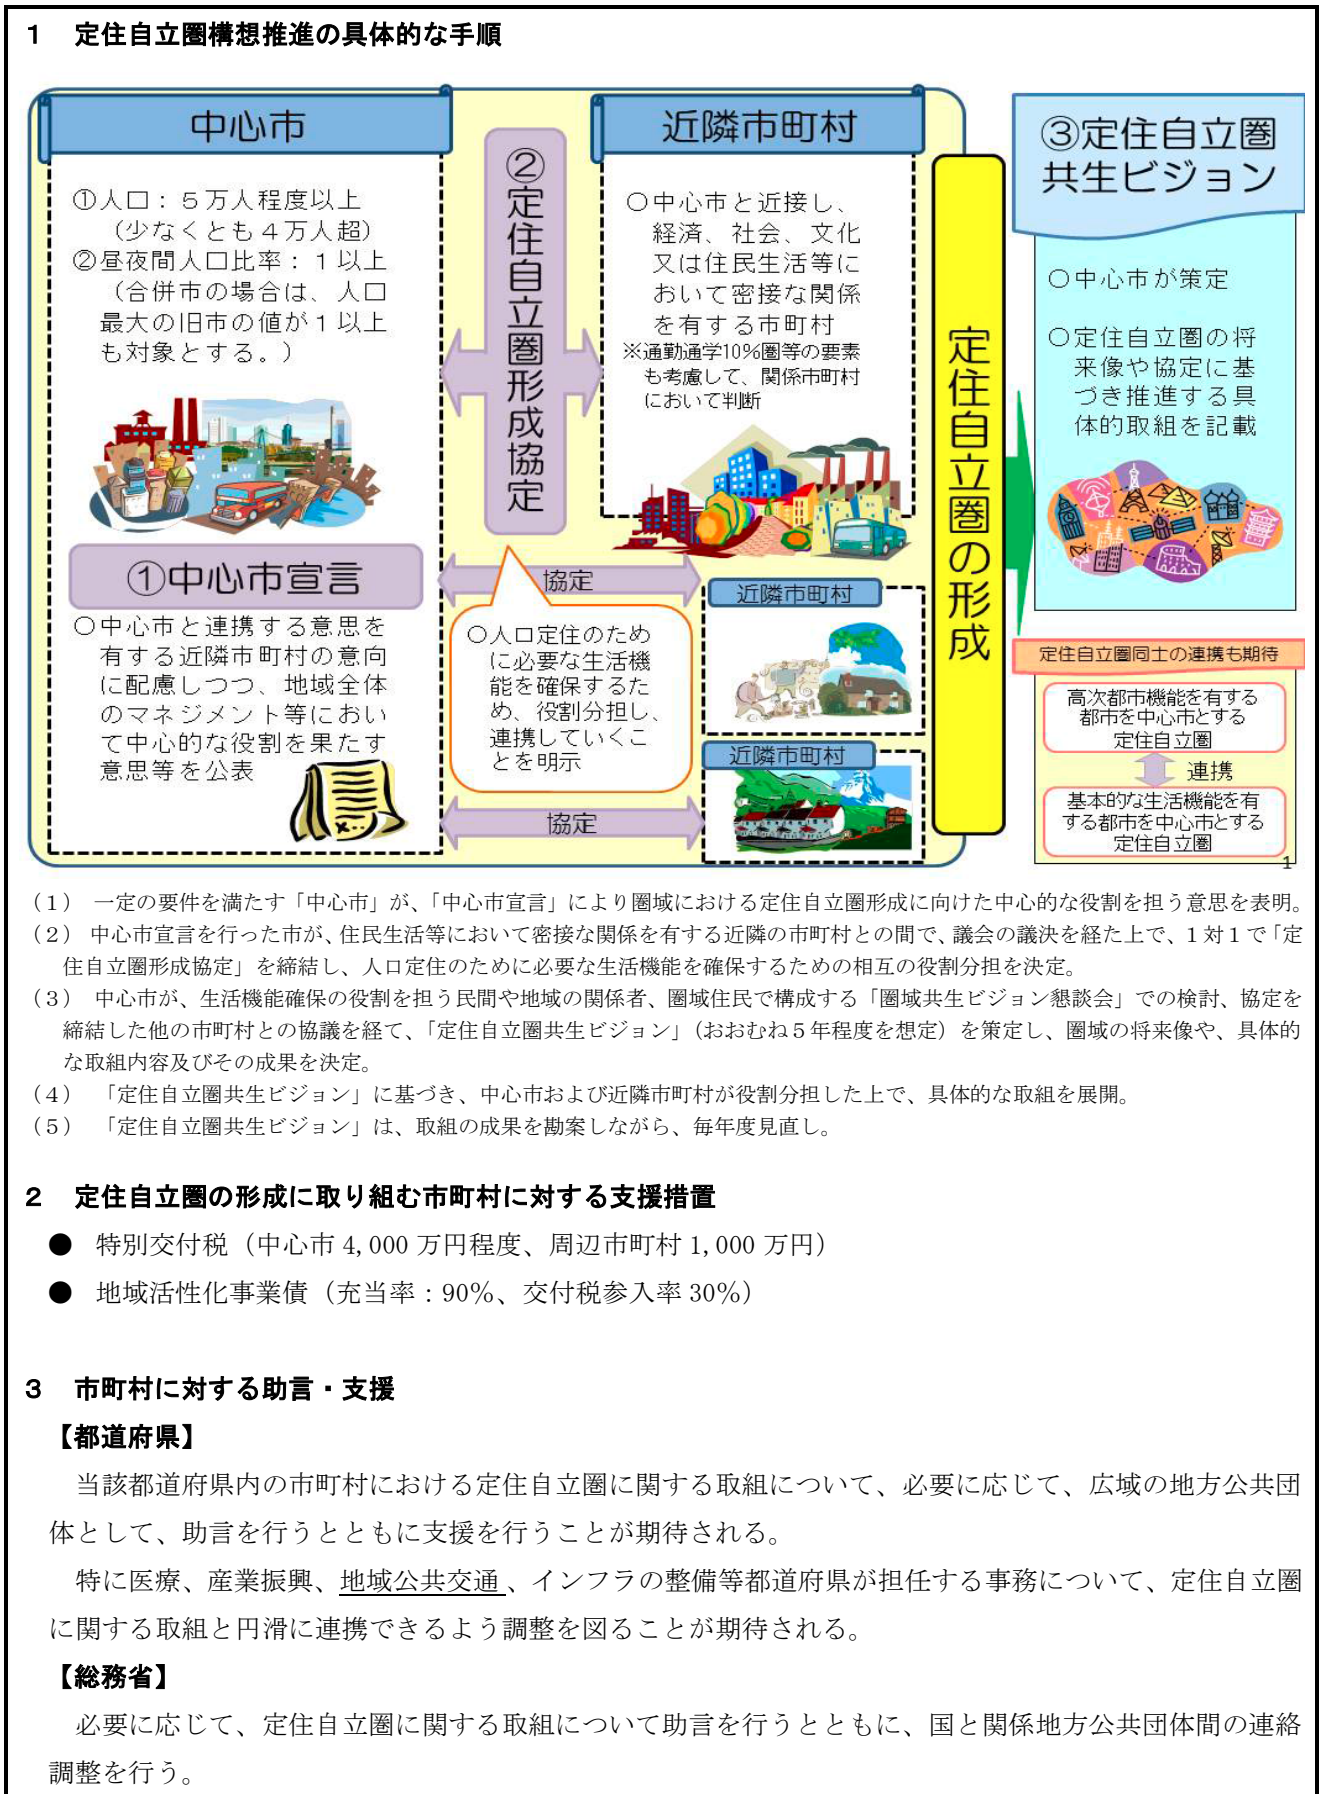 １　定住自立圏構想推進の具体的な手順
中心市
①人口：５万人程度以上
（少なくとも４万人超）
②昼夜間人口比率：１以上
（合併市の場合は、人口
最大の旧市の値が１以上
も対象とする。）
①中心市宣言
○中心市と連携する意思を
有する近隣市町村の意向
に配慮しつつ、地域全体
のマネジメント等におい
て中心的な役割を果たす
意思等を公表
②定住自立圏形成協定
協定
○人口定住のため
に必要な生活機
能を確保するた
め、役割分担し、
連携していくこ
とを明示
協定
近隣市町村
○中心市と近接し、
経済、社会、文化
又は住民生活等に
おいて密接な関係
を有する市町村
※通勤通学10%圏等の要素
も考慮して、関係市町村
において判断
近隣市町村
近隣市町村
定住自立圏の形成
③定住自立圏
共生ビジョン
○中心市が策定
○定住自立圏の将
来像や協定に基
づき推進する具
体的取組を記載
定住自立圏同士の連携も期待
高次都市機能を有する
都市を中心市とする
定住自立圏
連携
基本的な生活機能を有
する都市を中心市とする
定住自立圏
1
（１）　一定の要件を満たす「中心市」が、「中心市宣言」により圏域における定住自立圏形成に向けた中心的な役割を担う意思を表明。
（２）　中心市宣言を行った市が、住民生活等において密接な関係を有する近隣の市町村との間で、議会の議決を経た上で、１対１で「定
住自立圏形成協定」を締結し、人口定住のために必要な生活機能を確保するための相互の役割分担を決定。
（３）　中心市が、生活機能確保の役割を担う民間や地域の関係者、圏域住民で構成する「圏域共生ビジョン懇談会」での検討、協定を
締結した他の市町村との協議を経て、「定住自立圏共生ビジョン」（おおむね５年程度を想定）を策定し、圏域の将来像や、具体的
な取組内容及びその成果を決定。
（４）　「定住自立圏共生ビジョン」に基づき、中心市および近隣市町村が役割分担した上で、具体的な取組を展開。
（５）　「定住自立圏共生ビジョン」は、取組の成果を勘案しながら、毎年度見直し。
２　定住自立圏の形成に取り組む市町村に対する支援措置
●　特別交付税（中心市 4,000 万円程度、周辺市町村 1,000 万円）
●　地域活性化事業債（充当率：90%、交付税参入率 30%）
３　市町村に対する助言・支援
【都道府県】
当該都道府県内の市町村における定住自立圏に関する取組について、必要に応じて、広域の地方公共団
体として、助言を行うとともに支援を行うことが期待される。
特に医療、産業振興、地域公共交通、インフラの整備等都道府県が担任する事務について、定住自立圏
に関する取組と円滑に連携できるよう調整を図ることが期待される。
【総務省】
必要に応じて、定住自立圏に関する取組について助言を行うとともに、国と関係地方公共団体間の連絡
調整を行う。